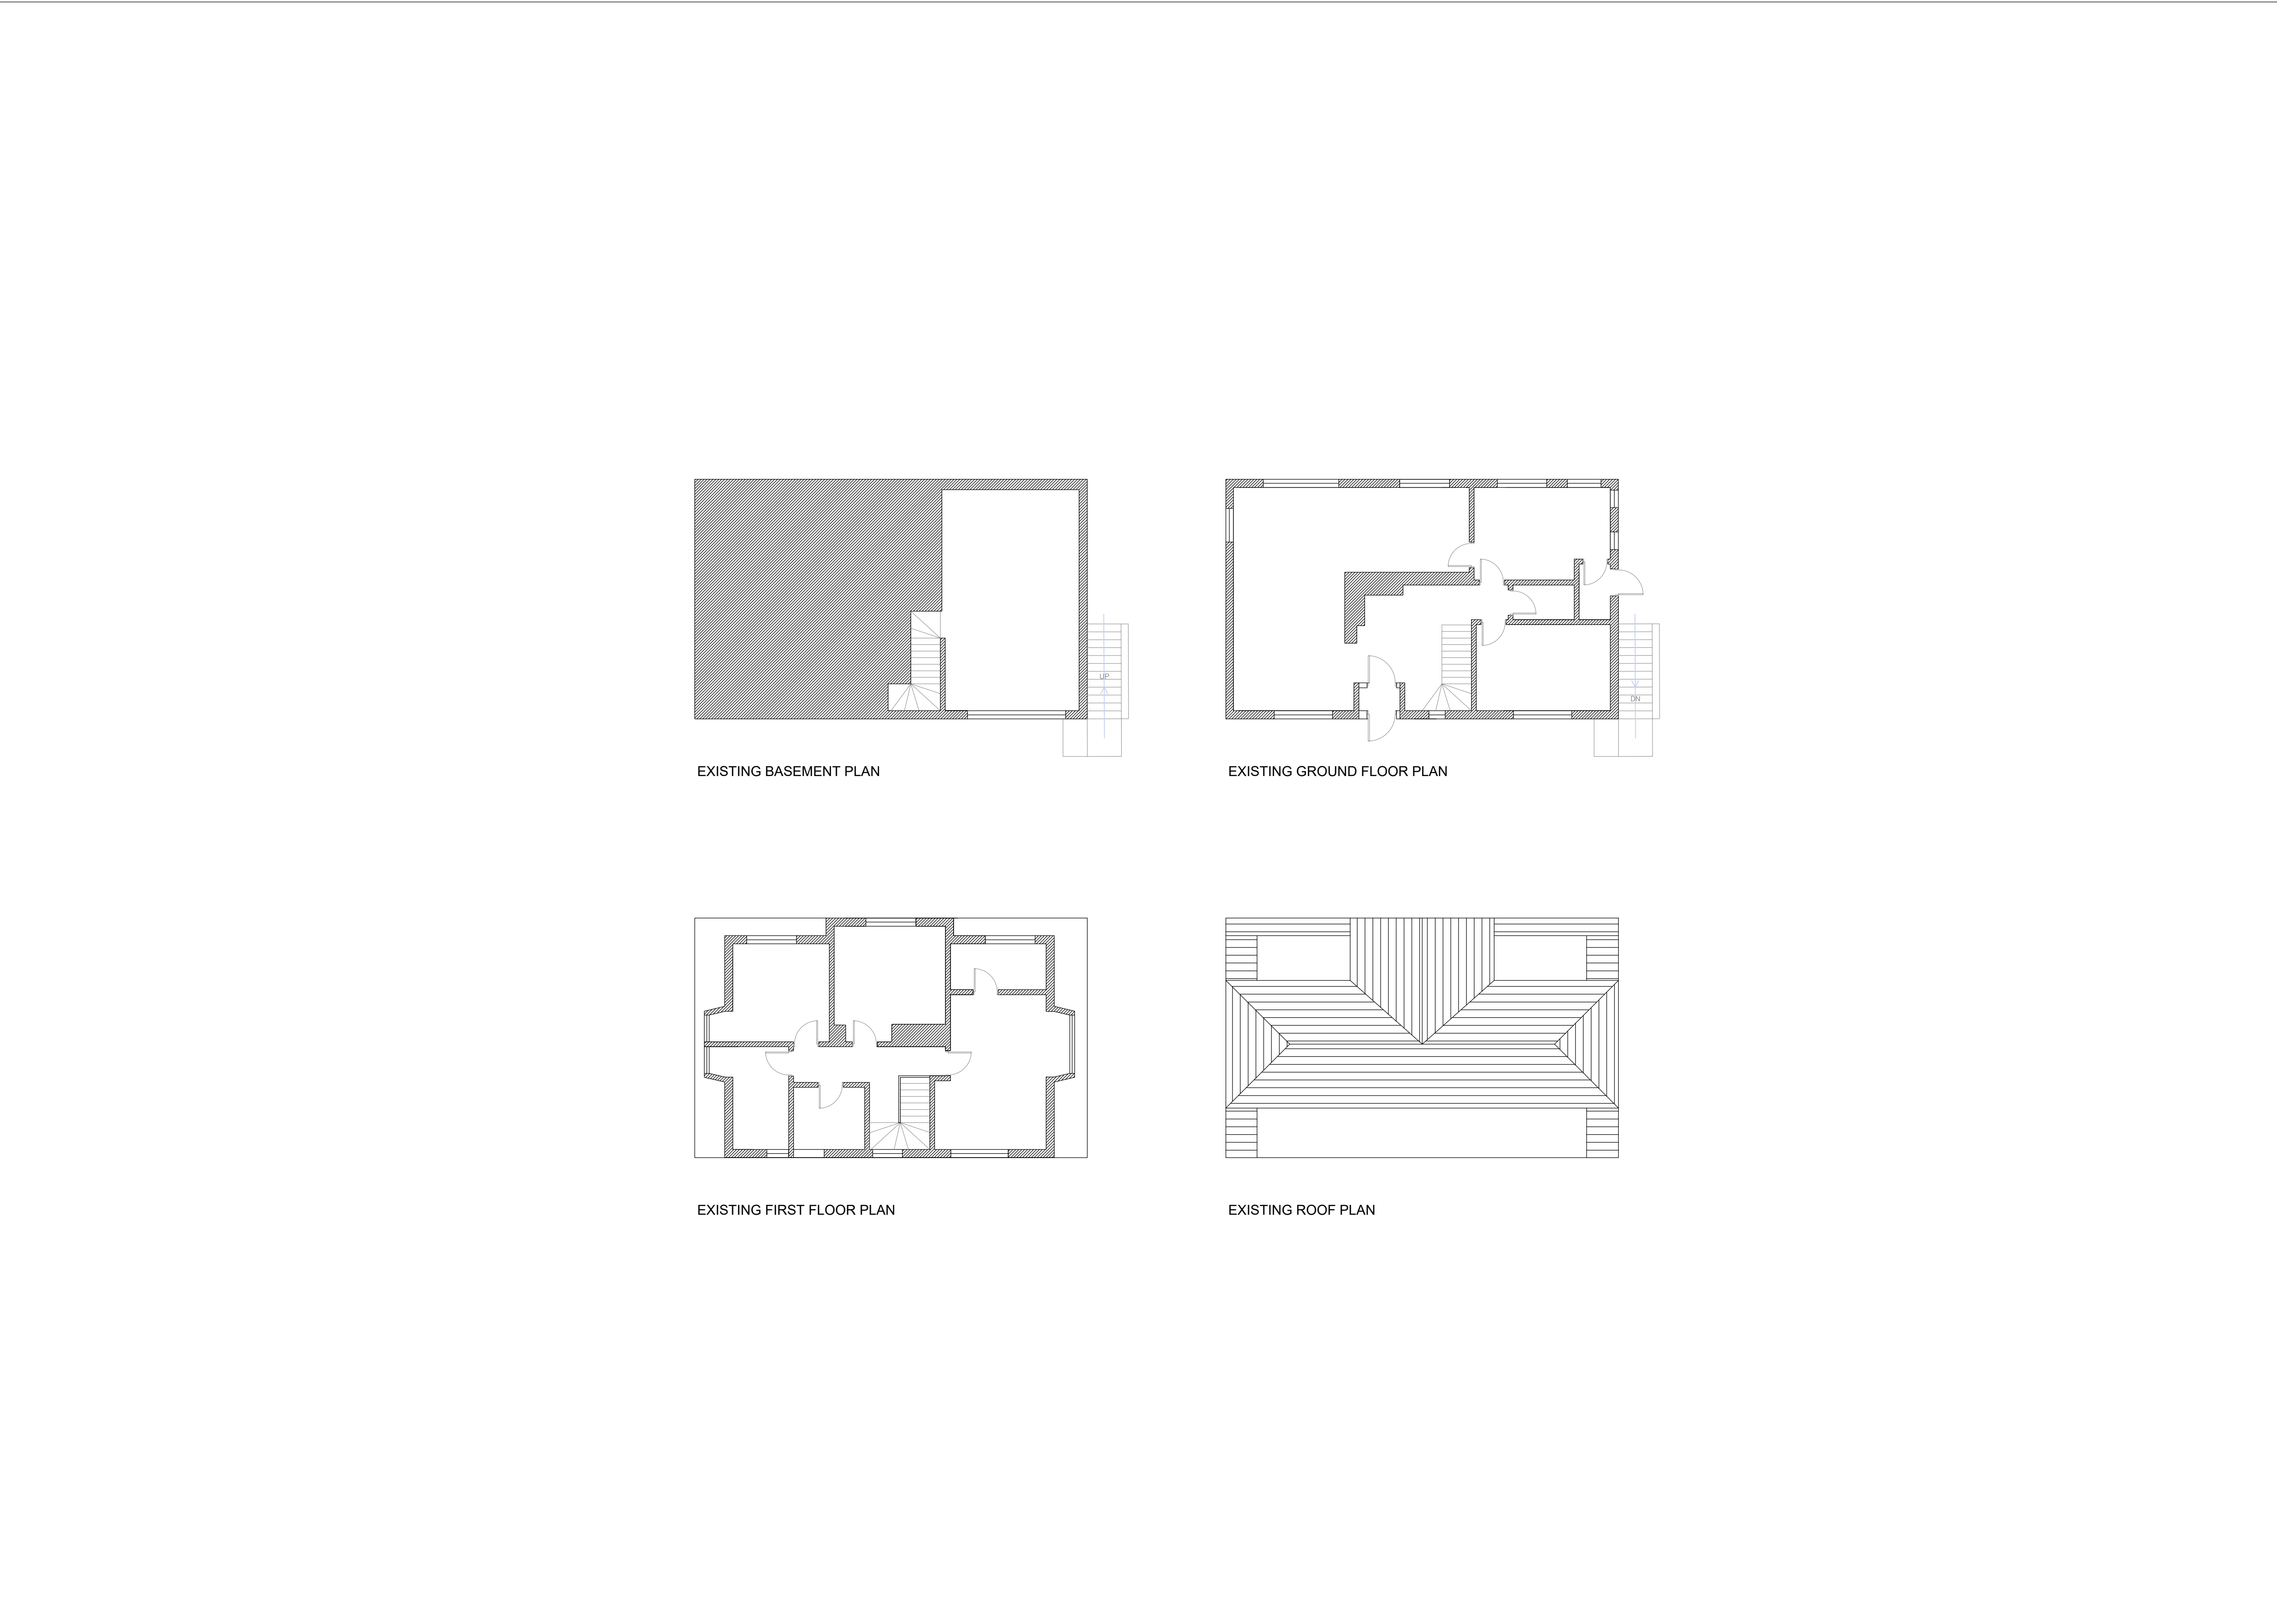 UP
DN
EXISTING BASEMENT PLAN
EXISTING GROUND FLOOR PLAN
EXISTING FIRST FLOOR PLAN
EXISTING ROOF PLAN